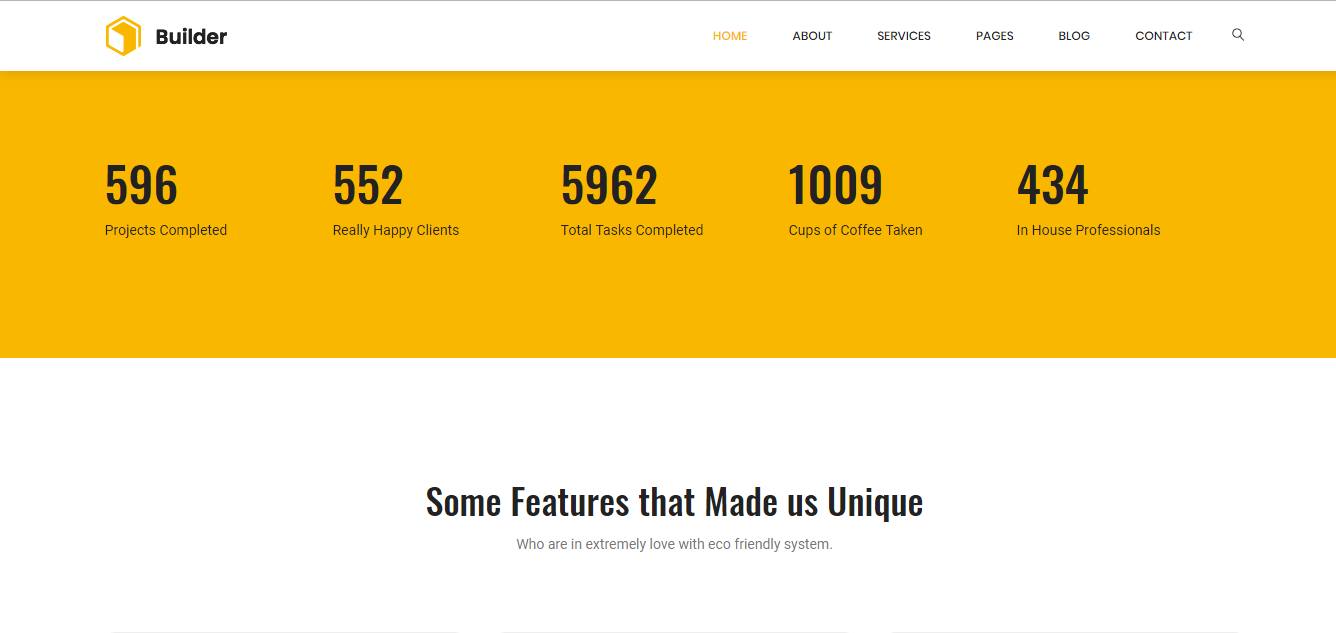 Builder
HOME ABOUT SERVICES PAGES BLOG CONTACT
596 552 5962 1009 434
Projects Completed Really Happy Clients Total Tasks Completed Cups of Coffee Taken In House Professionals
Some Features that Made us Unique
Who are in extremely love with eco friendly system.